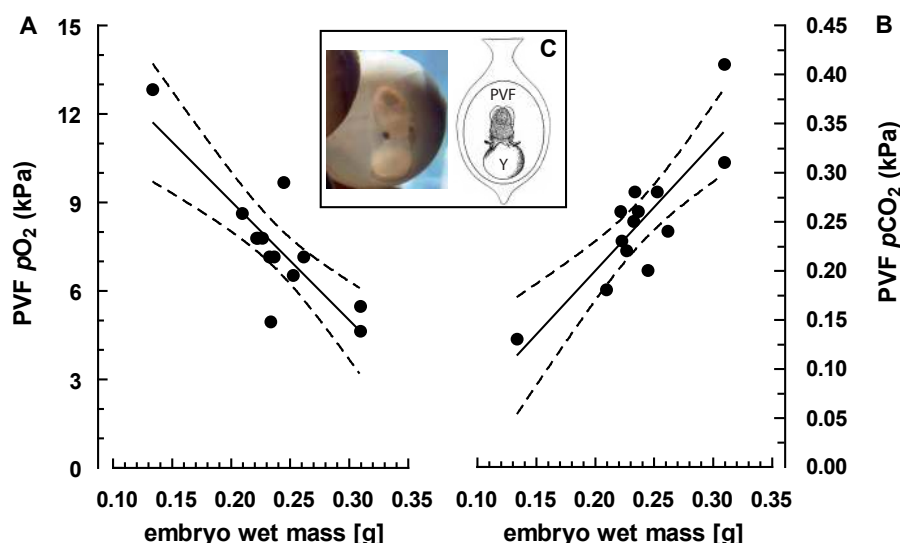 A
B
C
PVF pO₂ (kPa)
15
12
9
6
3
0
0.10 0.15 0.20 0.25 0.30 0.35
embryo wet mass [g]
PVF
Y
0.45
0.40
0.35
0.30
0.25
0.20
0.15
0.10
0.05
0.00
PVF pCO₂ (kPa)
0.10 0.15 0.20 0.25 0.30 0.35
embryo wet mass [g]